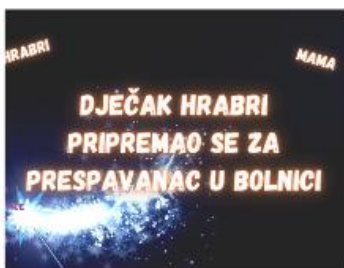 HRABRI
MAMA
DJEČAK HRABRI
PRIPREMAO SE ZA
PRESPAVANAC U BOLNICI